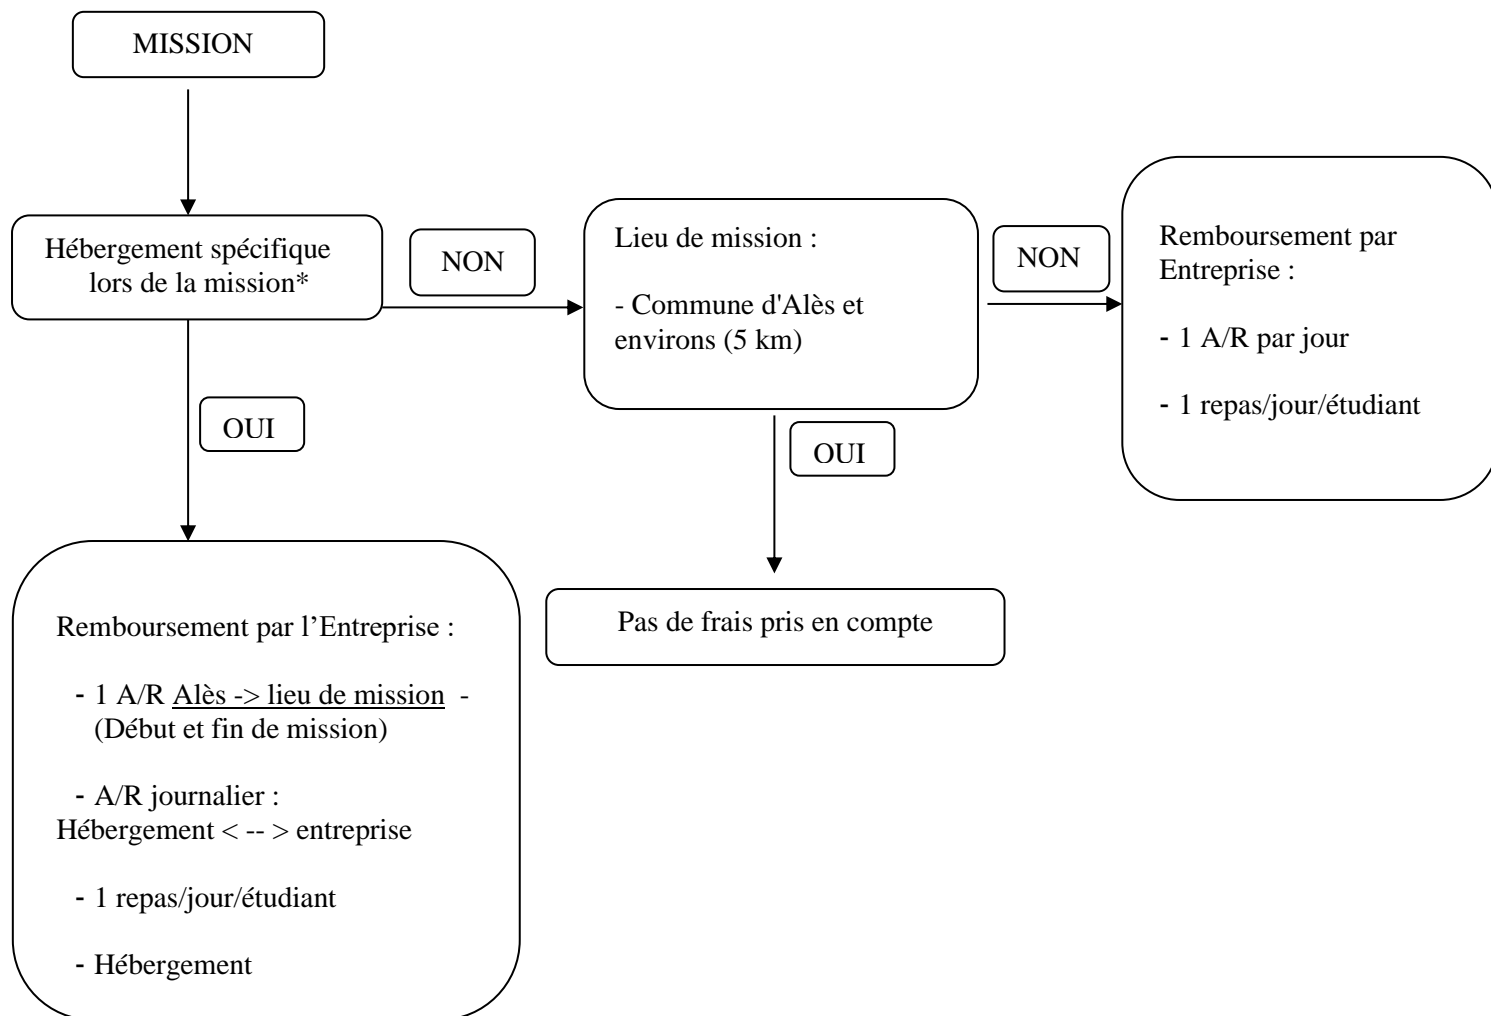 MISSION
Hébergement spécifique
lors de la mission*
NON
Lieu de mission :
- Commune d'Alès et
environs (5 km)
NON
Remboursement par
Entreprise :
- 1 A/R par jour
- 1 repas/jour/étudiant
OUI
OUI
Pas de frais pris en compte
Remboursement par l’Entreprise :
- 1 A/R Alès -> lieu de mission -
(Début et fin de mission)
- A/R journalier :
Hébergement < -- > entreprise
- 1 repas/jour/étudiant
- Hébergement